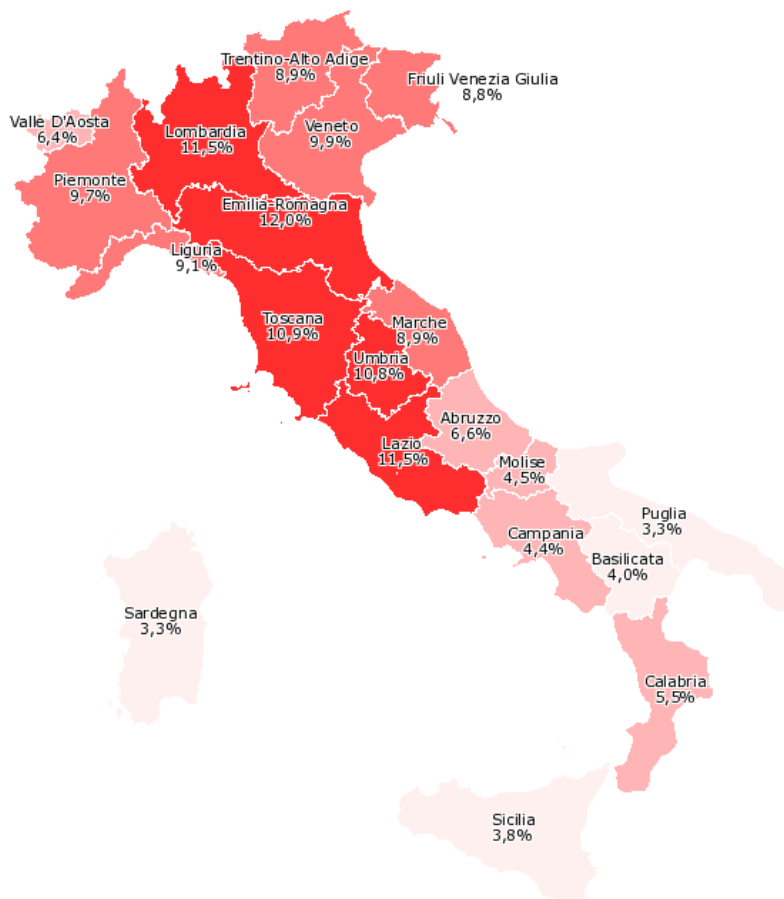 Trentino-Alto Adige
8,9%
Friuli Venezia Giulia
8,8%
Valle D'Aosta
6,4%
Lombardia
11,5%
Veneto
9,9%
Piemonte
9,7%
Emilia-Romagna
12,0%
Liguria
9,1%
Toscana
10,9%
Marche
8,9%
Umbria
10,8%
Abruzzo
6,6%
Lazio
11,5%
Molise
4,5%
Puglia
3,3%
Campania
4,4%
Basilicata
4,0%
Sardegna
3,3%
Calabria
5,5%
Sicilia
3,8%